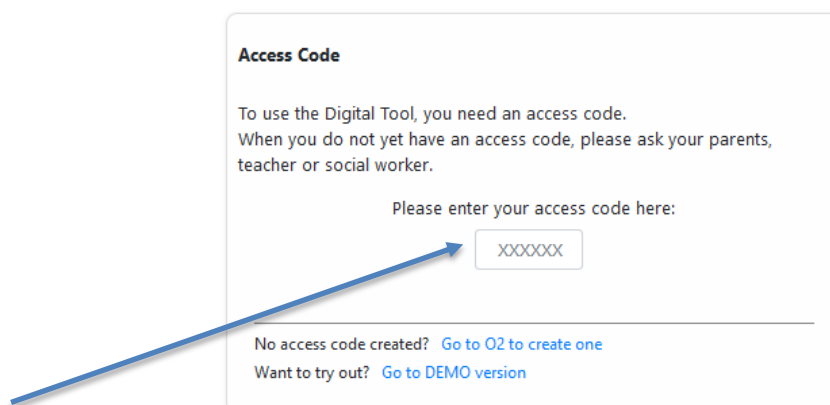 Access Code
To use the Digital Tool, you need an access code.
When you do not yet have an access code, please ask your parents,
teacher or social worker.
Please enter your access code here:
XXXXXX
No access code created? Go to O2 to create one
Want to try out? Go to DEMO version